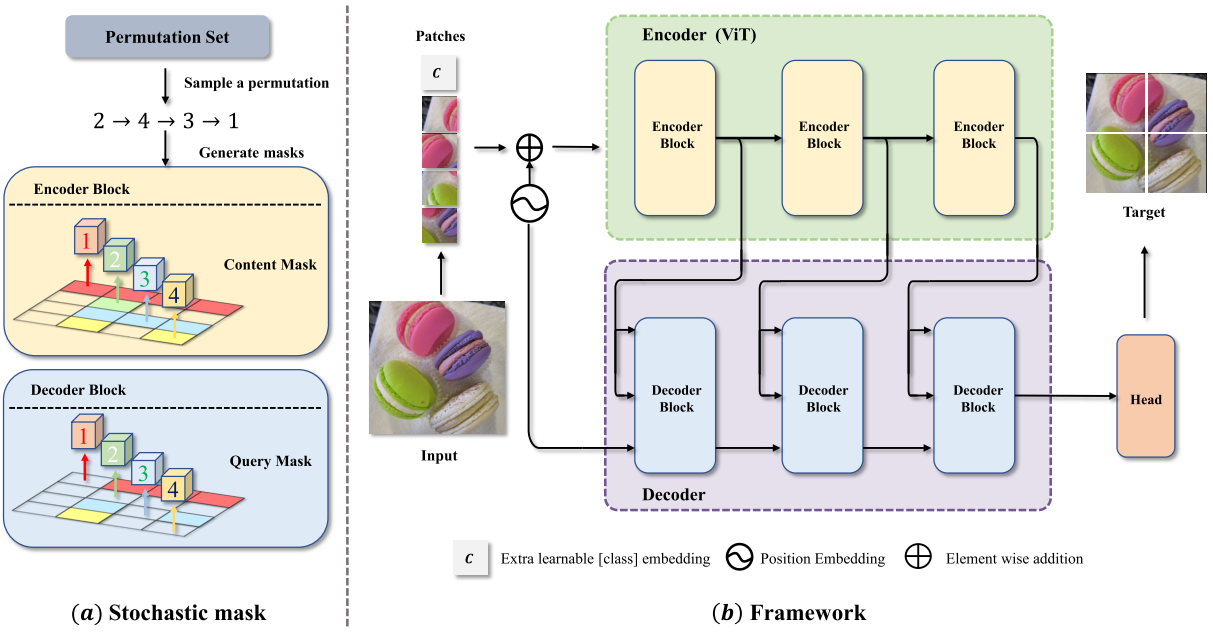 Permutation Set
Sample a permutation
2 → 4 → 3 → 1
Generate masks
Encoder Block
1
2
3
4
Content Mask
Decoder Block
1
2
3
4
Query Mask
(a) Stochastic mask
Patches
C
Input
Encoder (ViT)
Encoder
Block
Encoder
Block
Encoder
Block
Decoder
Block
Decoder
Block
Decoder
Block
Decoder
Target
Head
C Extra learnable [class] embedding
Position Embedding
Element wise addition
(b) Framework